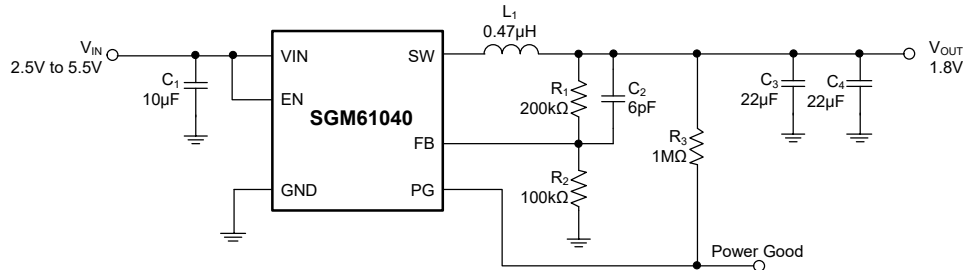 L1
0.47μH
VIN
2.5V to 5.5V
C1
10μF
VIN
EN
GND
SGM61040
SW
FB
PG
R1
200kΩ
C2
6pF
R2
100kΩ
R3
1MΩ
C3
22μF
C4
22μF
VOUT
1.8V
Power Good